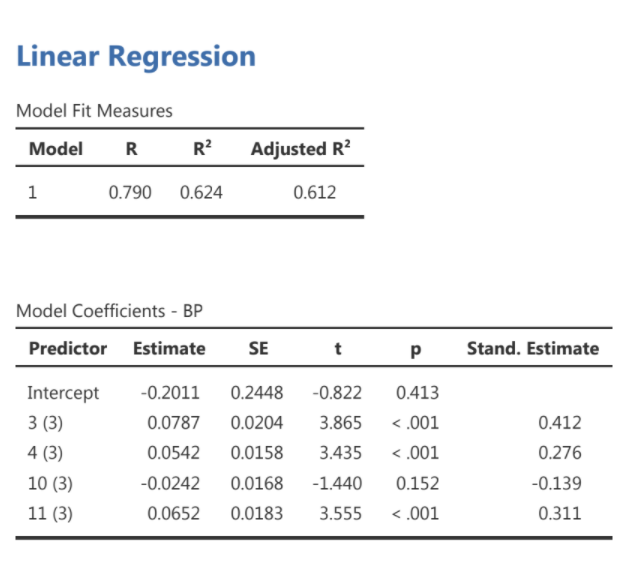 Linear Regression
Model Fit Measures
Model R R² Adjusted R²
1 0.790 0.624 0.612
Model Coefficients - BP
Predictor Estimate SE t p Stand. Estimate
Intercept -0.2011 0.2448 -0.822 0.413
3 (3) 0.0787 0.0204 3.865 < .001 0.412
4 (3) 0.0542 0.0158 3.435 < .001 0.276
10 (3) -0.0242 0.0168 -1.440 0.152 -0.139
11 (3) 0.0652 0.0183 3.555 < .001 0.311